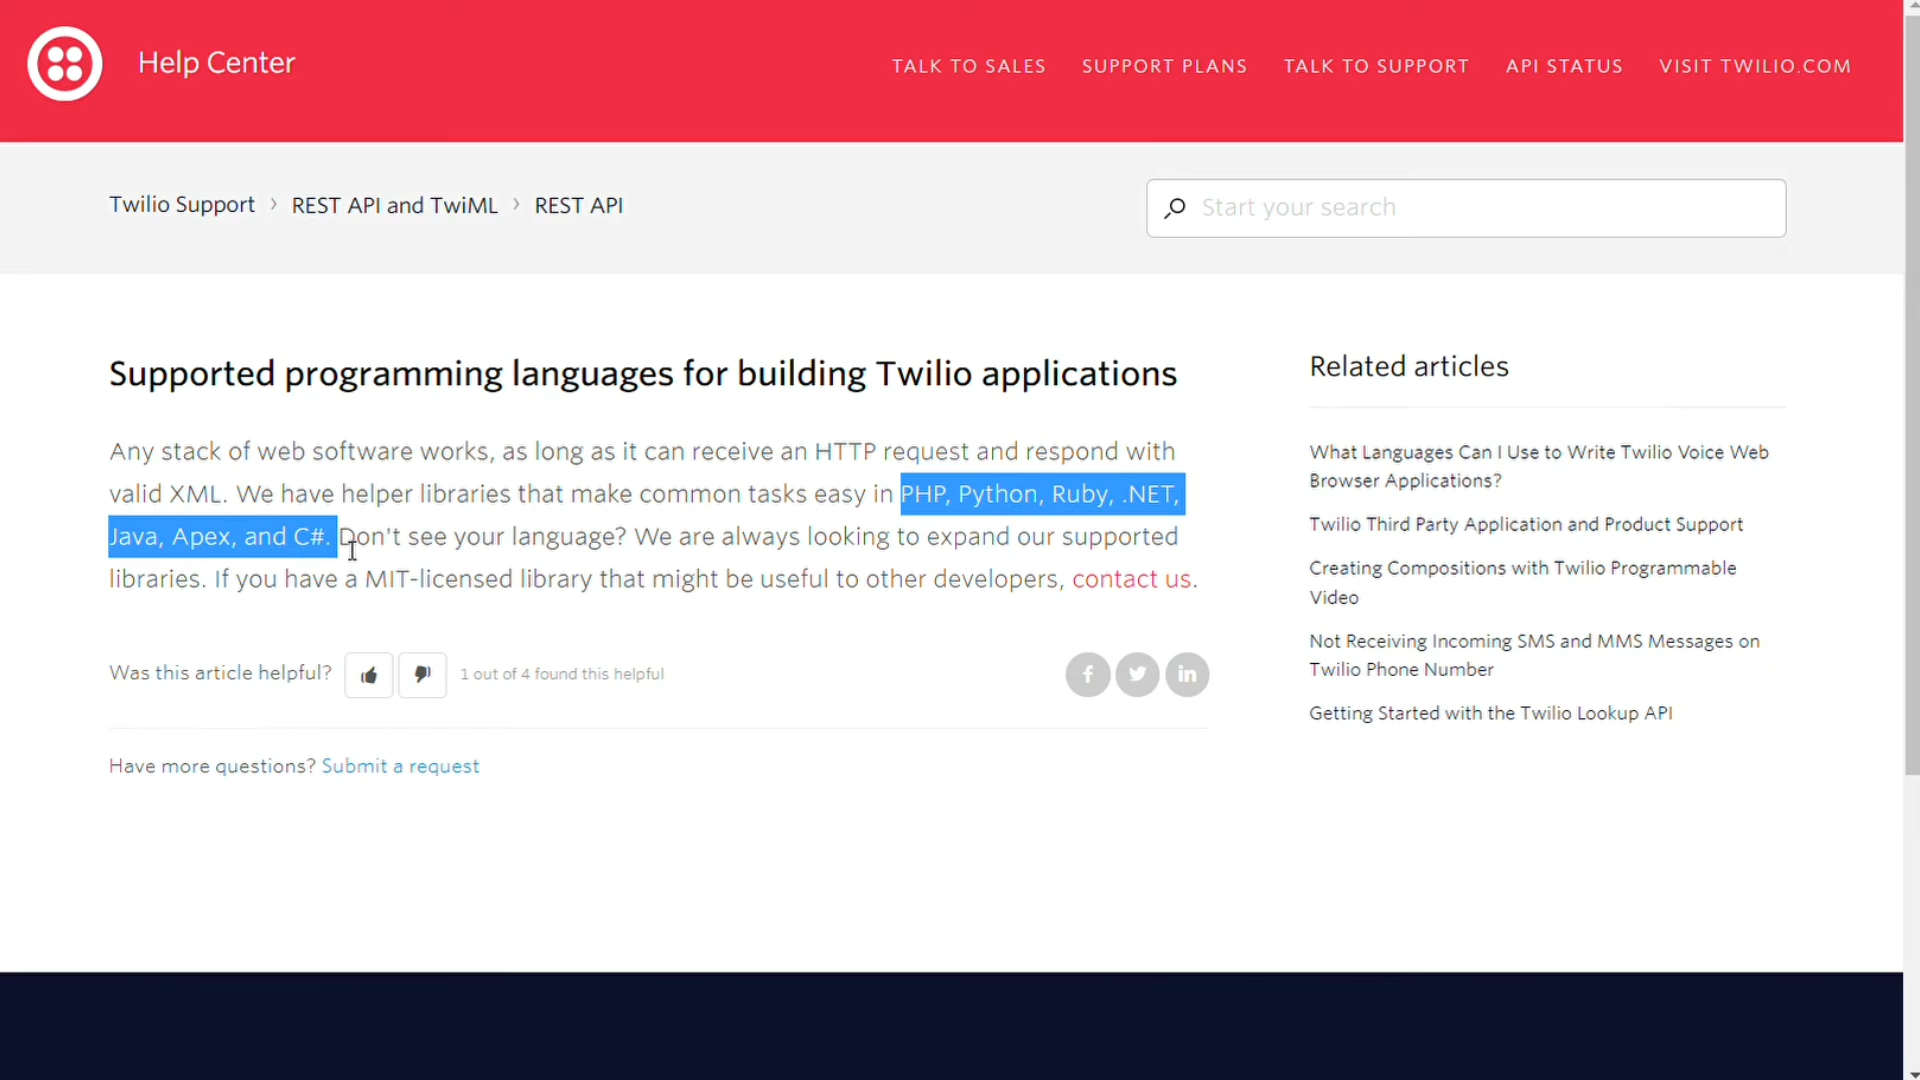 Help Center
TALK TO SALES
SUPPORT PLANS
TALK TO SUPPORT
API STATUS
VISIT TWILIO.COM
Twilio Support › REST API and TwiML › REST API
Start your search
Supported programming languages for building Twilio applications
Any stack of web software works, as long as it can receive an HTTP request and respond with
valid XML. We have helper libraries that make common tasks easy in PHP, Python, Ruby, .NET,
Java, Apex, and C#. Don't see your language? We are always looking to expand our supported
libraries. If you have a MIT-licensed library that might be useful to other developers, contact us.
Was this article helpful?
1 out of 4 found this helpful
Have more questions? Submit a request
Related articles
What Languages Can I Use to Write Twilio Voice Web
Browser Applications?
Twilio Third Party Application and Product Support
Creating Compositions with Twilio Programmable
Video
Not Receiving Incoming SMS and MMS Messages on
Twilio Phone Number
Getting Started with the Twilio Lookup API